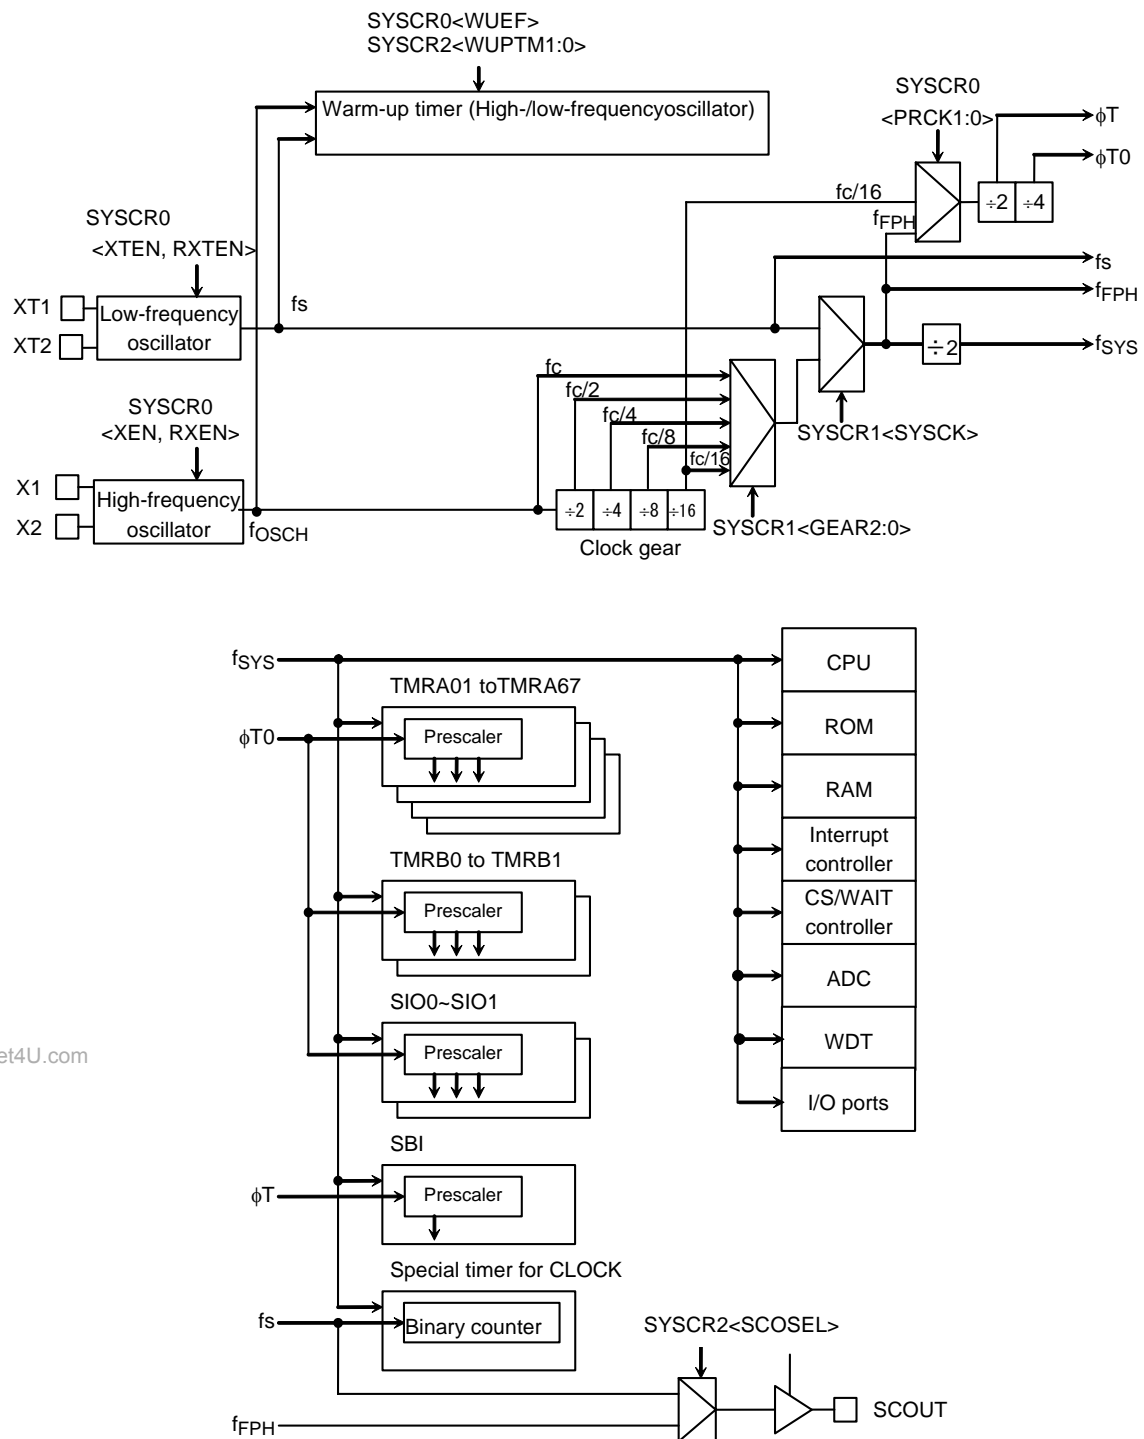 SYSCR0<WUEF>
SYSCR2<WUPTM1:0>
Warm-up timer (High-/low-frequencyoscillator)
SYSCR0
<PRCK1:0>
ϕT
ϕT0
fc/16
fFPH
÷2
÷4
SYSCR0
<XTEN, RXTEN>
fs
fFPH
fSYS
XT1
XT2
Low-frequency
oscillator
fs
÷2
fc
fc/2
fc/4
fc/8
fc/16
SYSCR1<SYSCK>
SYSCR0
<XEN, RXEN>
X1
X2
High-frequency
oscillator
fOSCH
÷2
÷4
÷8
÷16
Clock gear
SYSCR1<GEAR2:0>
fSYS
TMRA01 toTMRA67
ϕT0
Prescaler
TMRB0 to TMRB1
Prescaler
SIO0~SIO1
Prescaler
SBI
ϕT
Prescaler
Special timer for CLOCK
fs
Binary counter
CPU
ROM
RAM
Interrupt
controller
CS/WAIT
controller
ADC
WDT
I/O ports
et4U.com
SYSCR2<SCOSEL>
fFPH
SCOUT